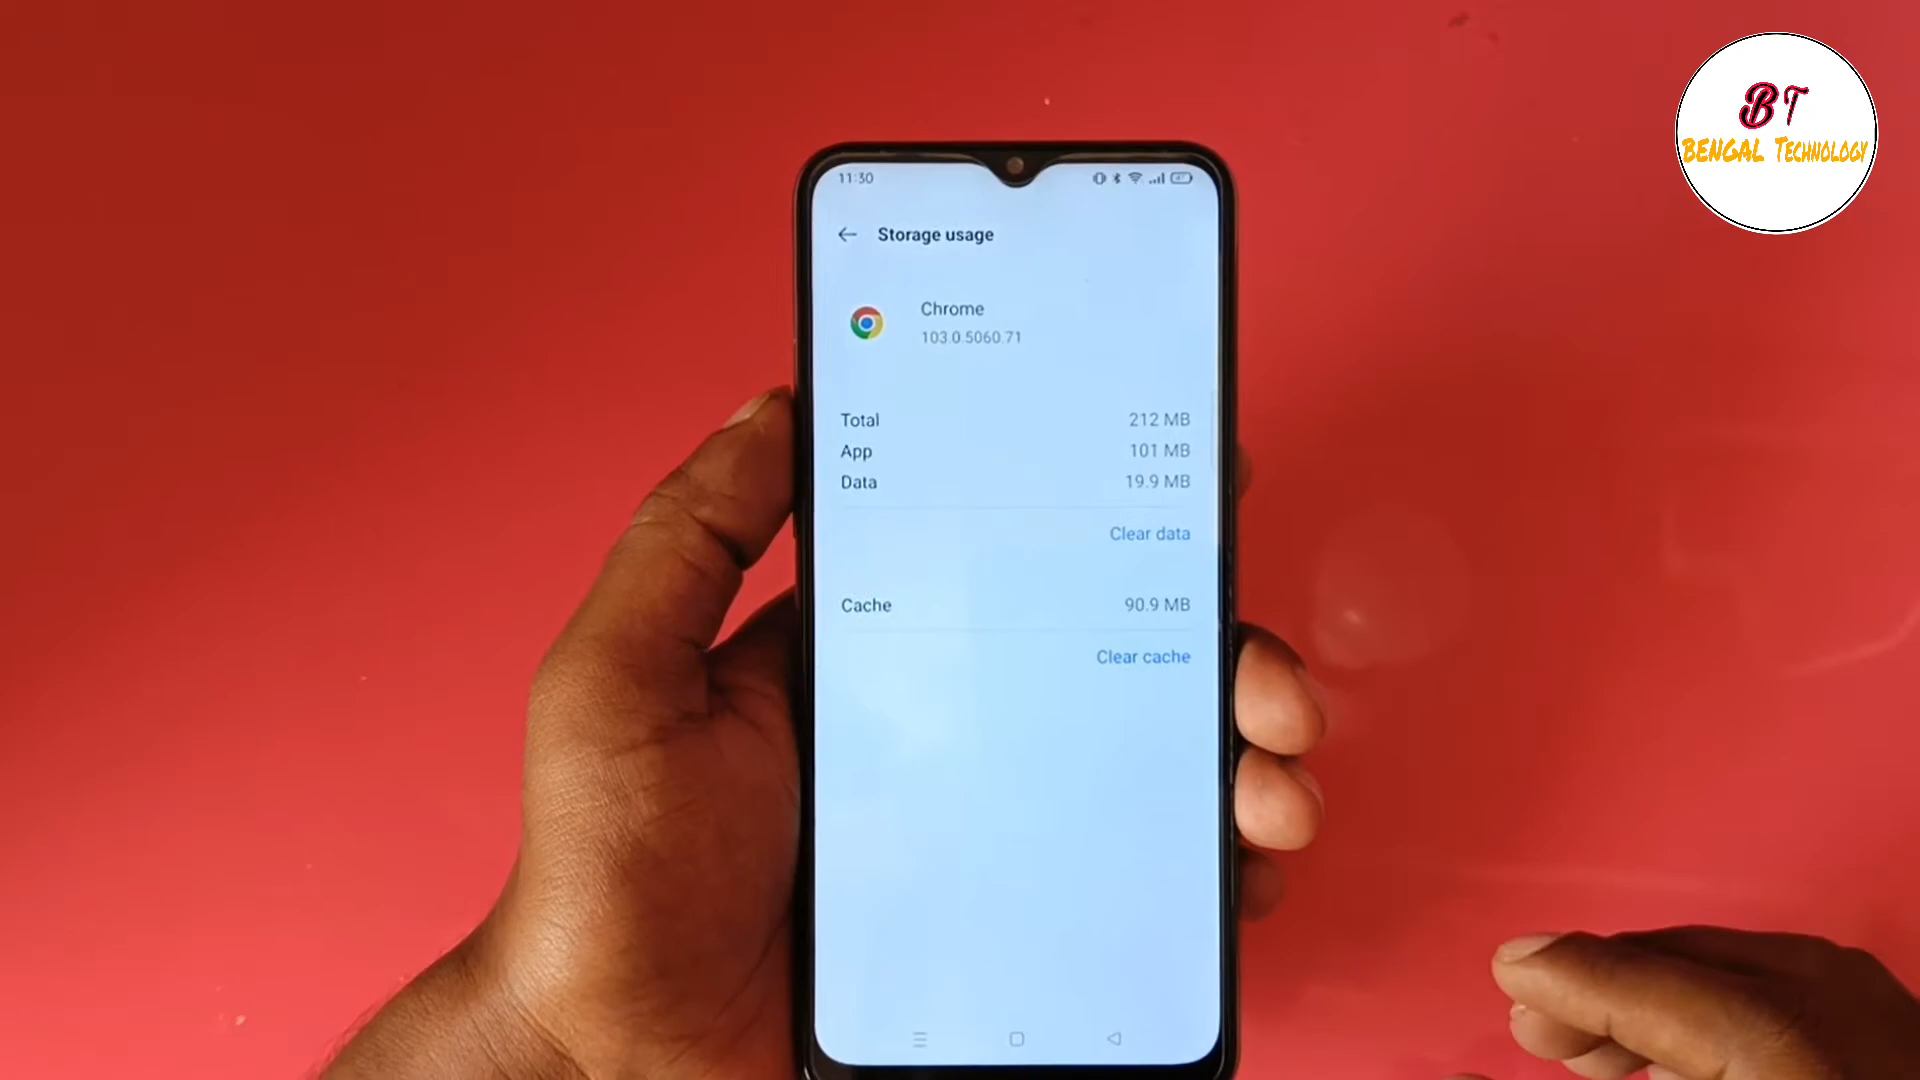 BT
BENGAL TECHNOLOGY
11:30
Storage usage
Chrome
103.0.5060.71
Total 212 MB
App 101 MB
Data 19.9 MB
Clear data
Cache 90.9 MB
Clear cache